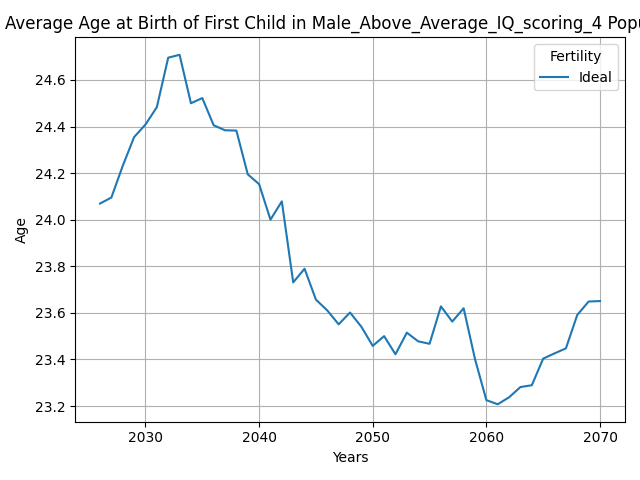 Average Age at Birth of First Child in Male_Above_Average_IQ_scoring_4
Fertility
Ideal
Age
24.6
24.4
24.2
24.0
23.8
23.6
23.4
23.2
2030 2040 2050 2060 2070
Years